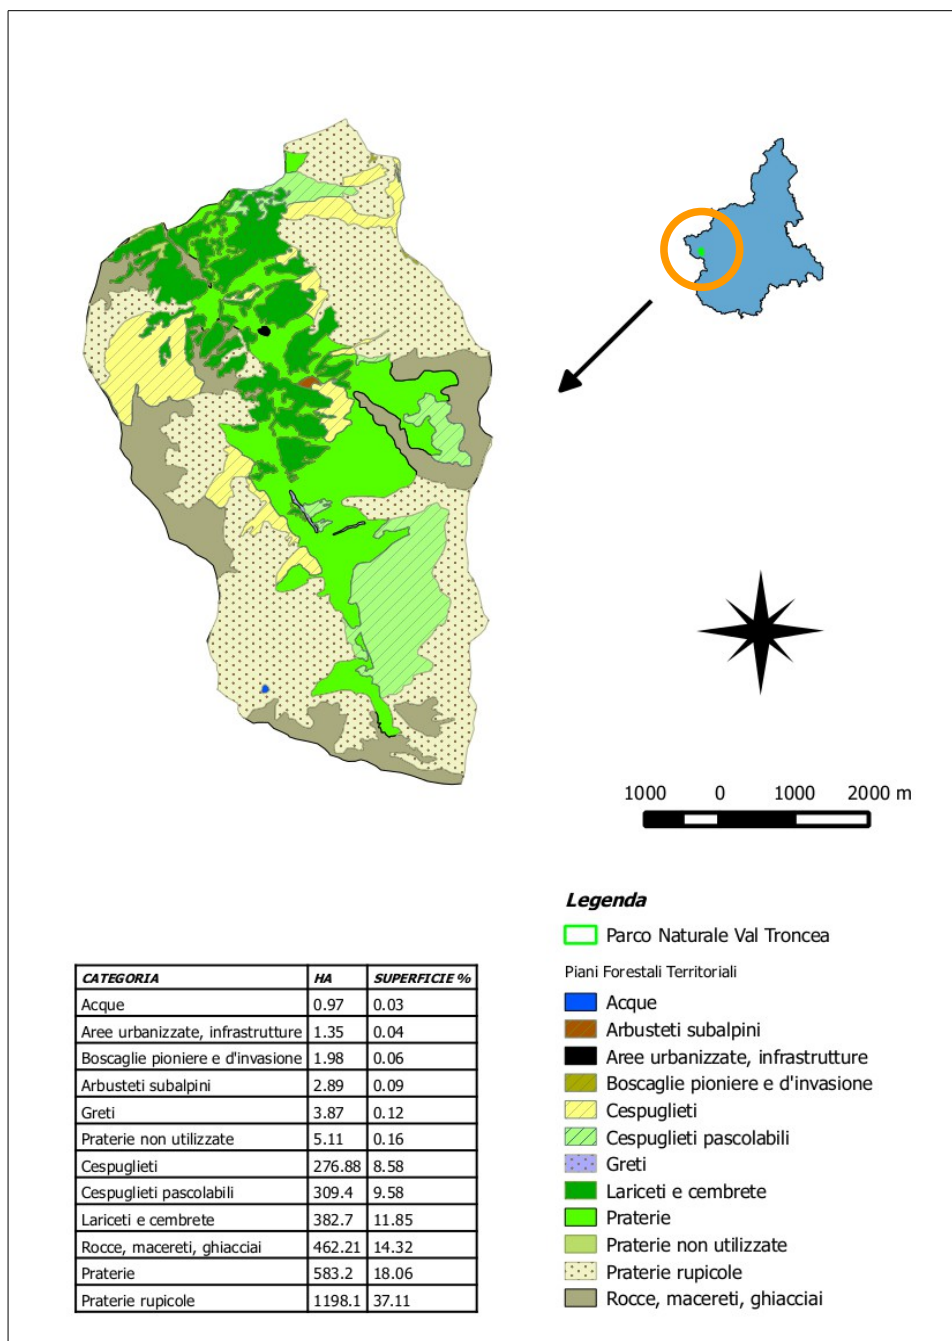 1000 0 1000 2000 m
Legenda
Parco Naturale Val Troncea
Piani Forestali Territoriali
Acque
Arbusteti subalpini
Aree urbanizzate, infrastrutture
Boscaglie pioniere e d'invasione
Cespuglieti
Cespuglieti pascolabili
Greti
Lariceti e cembrete
Praterie
Praterie non utilizzate
Praterie rupicole
Rocce, macereti, ghiacciai
CATEGORIA HA SUPERFICIE %
Acque 0.97 0.03
Aree urbanizzate, infrastrutture 1.35 0.04
Boscaglie pioniere e d'invasione 1.98 0.06
Arbusteti subalpini 2.89 0.09
Greti 3.87 0.12
Praterie non utilizzate 5.11 0.16
Cespuglieti 276.88 8.58
Cespuglieti pascolabili 309.4 9.58
Lariceti e cembrete 382.7 11.85
Rocce, macereti, ghiacciai 462.21 14.32
Praterie 583.2 18.06
Praterie rupicole 1198.1 37.11